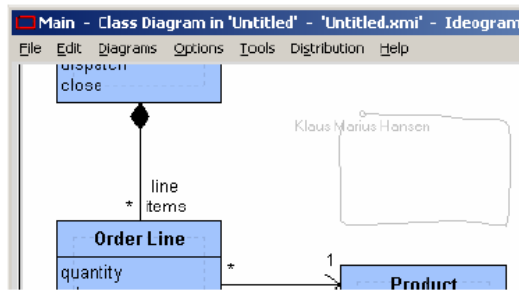 Main - Class Diagram in 'Untitled' - 'Untitled.xmi' - Ideogram
File Edit Diagrams Options Tools Distribution Help
dispatch
close
Klaus Marius Hansen
line
* items
Order Line
quantity
*
1
Product